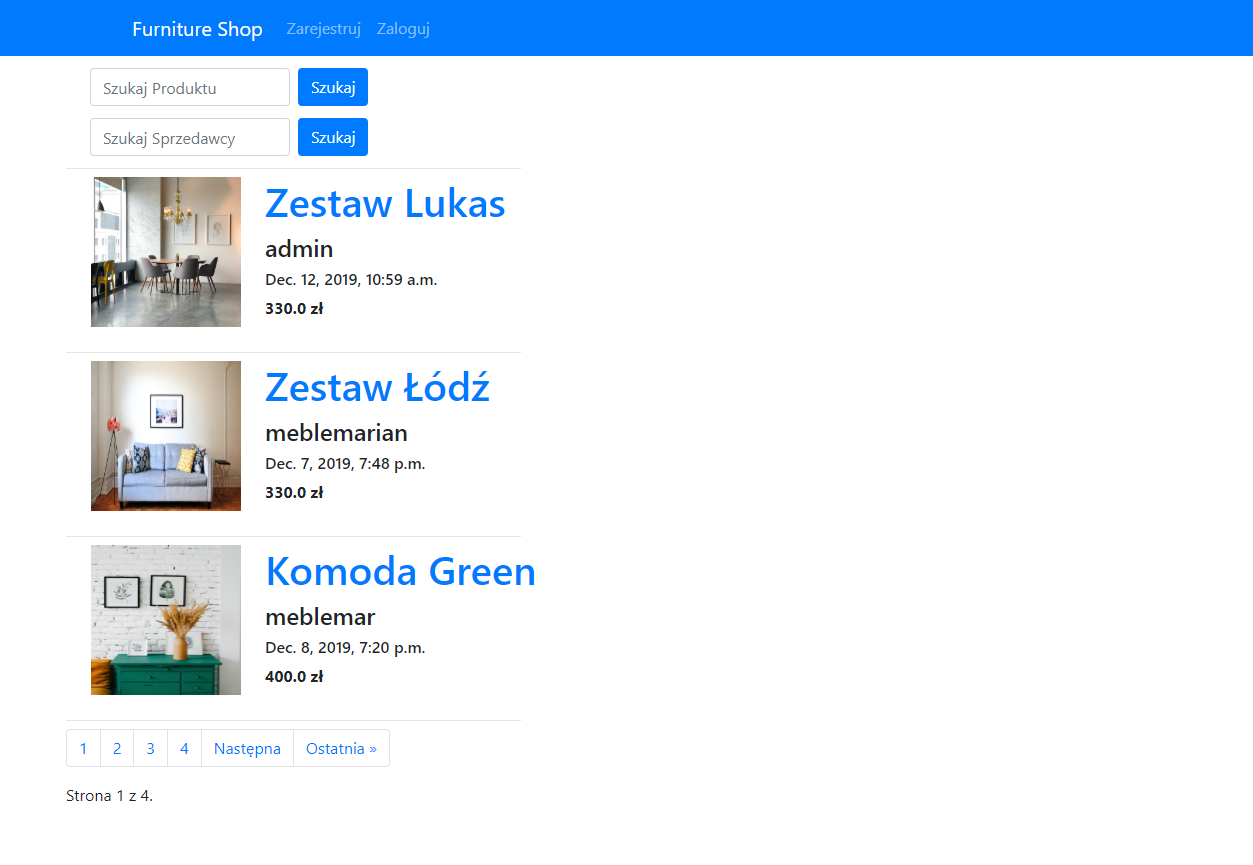 Furniture Shop Zarejestruj Zaloguj
Szukaj Produktu Szukaj
Szukaj Sprzedawcy Szukaj
Zestaw Lukas
admin
Dec. 12, 2019, 10:59 a.m.
330.0 zł
Zestaw Łódź
meblemarian
Dec. 7, 2019, 7:48 p.m.
330.0 zł
Komoda Green
meblemar
Dec. 8, 2019, 7:20 p.m.
400.0 zł
1 2 3 4 Następna Ostatnia »
Strona 1 z 4.